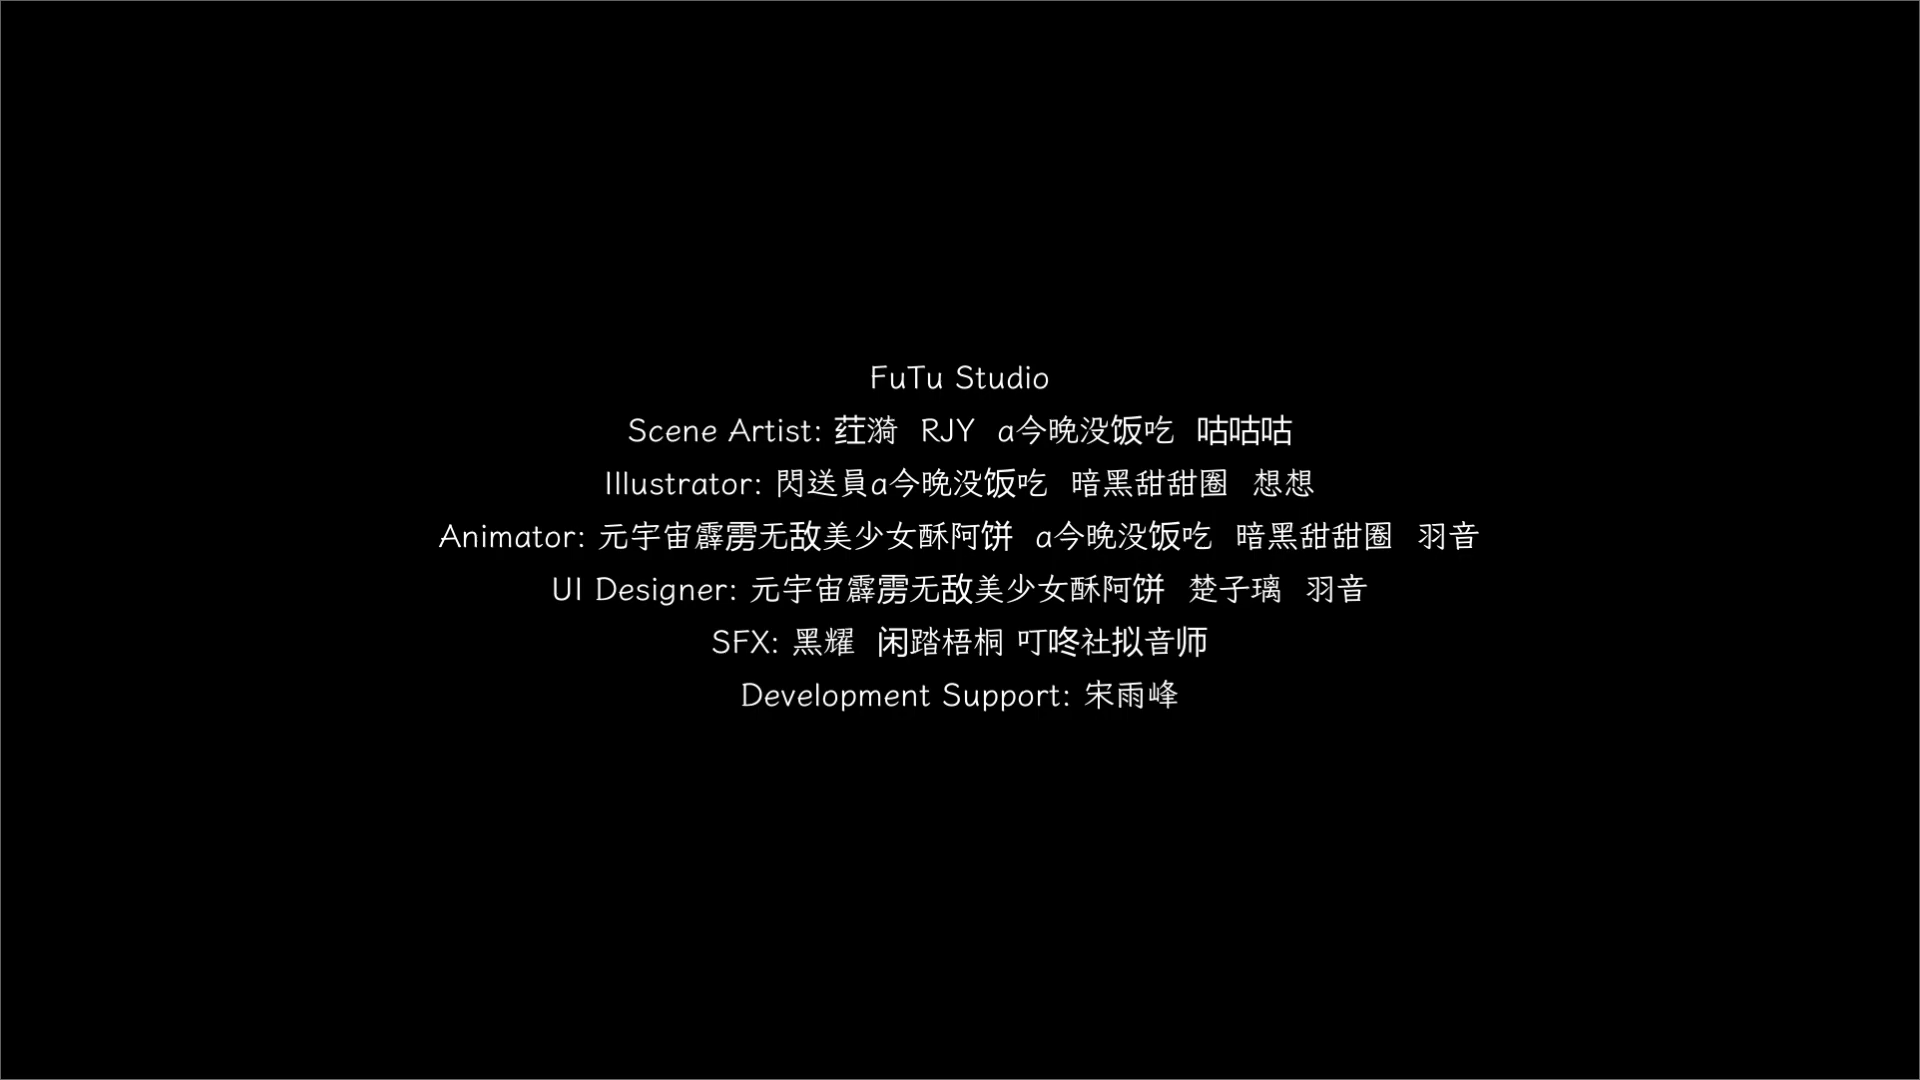 FuTu Studio
Scene Artist: 荭漪 RJY a今晚没饭吃 咕咕咕
Illustrator: 閃送員a今晚没饭吃 暗黑甜甜圈 想想
Animator: 元宇宙霹雳无敌美少女酥阿饼 a今晚没饭吃 暗黑甜甜圈 羽音
UI Designer: 元宇宙霹雳无敌美少女酥阿饼 楚子璃 羽音
SFX: 黑耀 闲踏梧桐 叮咚社拟音师
Development Support: 宋雨峰